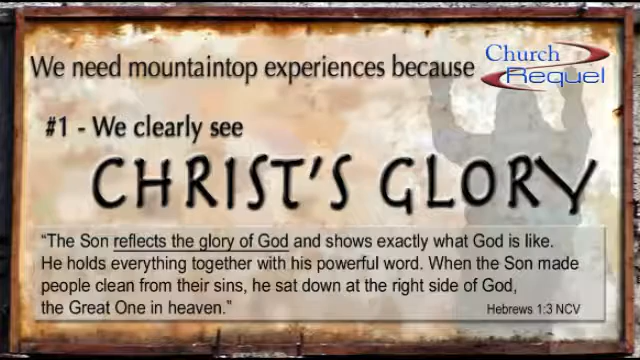 We need mountaintop experiences because
Church
Requel
#1 - We clearly see
CHRIST'S GLORY
“The Son reflects the glory of God and shows exactly what God is like.
He holds everything together with his powerful word. When the Son made
people clean from their sins, he sat down at the right side of God,
the Great One in heaven.”
Hebrews 1:3 NCV